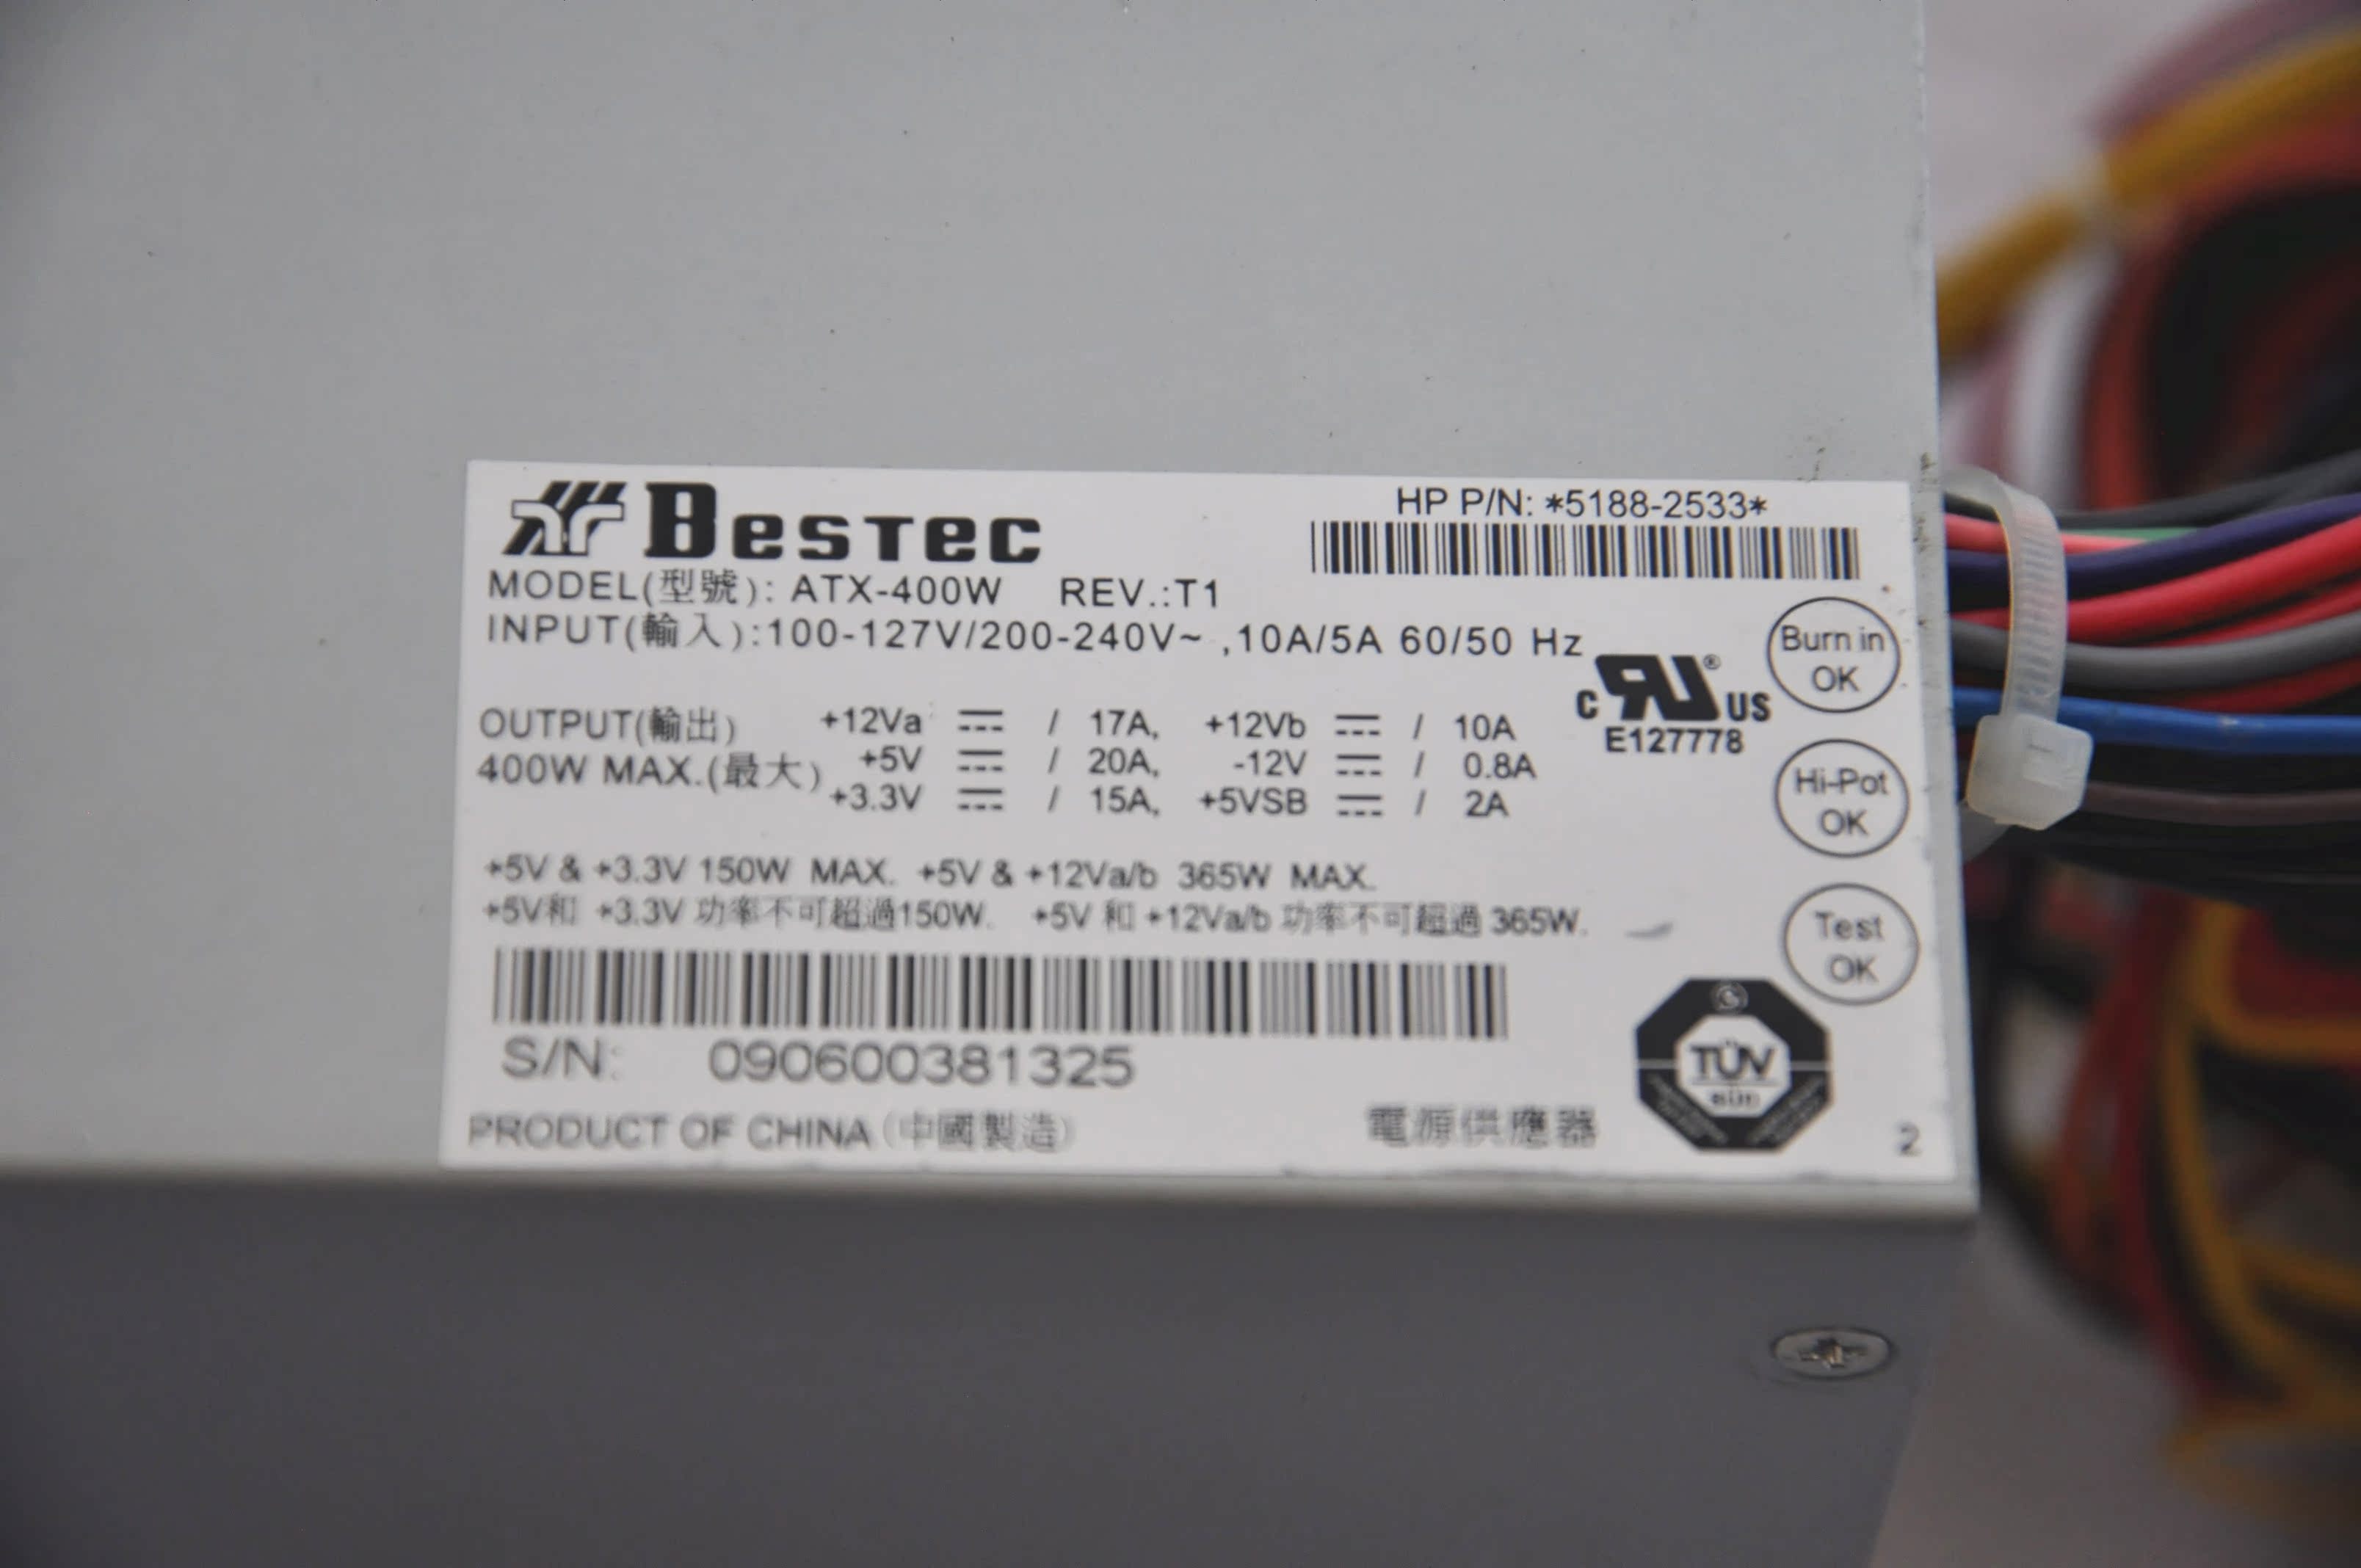 Bestec
HP P/N: *5188-2533*
MODEL(型號): ATX-400W REV.:T1
INPUT(輸入):100-127V/200-240V~ ,10A/5A 60/50 Hz
Burn in
OK
C RU® US
E127778
OUTPUT(輸出) +12Va / 17A, +12Vb / 10A
400W MAX.(最大) +5V / 20A, -12V / 0.8A
+3.3V / 15A, +5VSB / 2A
Hi-Pot
OK
+5V & +3.3V 150W MAX. +5V & +12Va/b 365W MAX.
+5V和 +3.3V 功率不可超過150W. +5V 和 +12Va/b 功率不可超過 365W.
Test
OK
S/N: 090600381325
TÜV
SÜD
PRODUCT OF CHINA (中國製造) 電源供應器 2